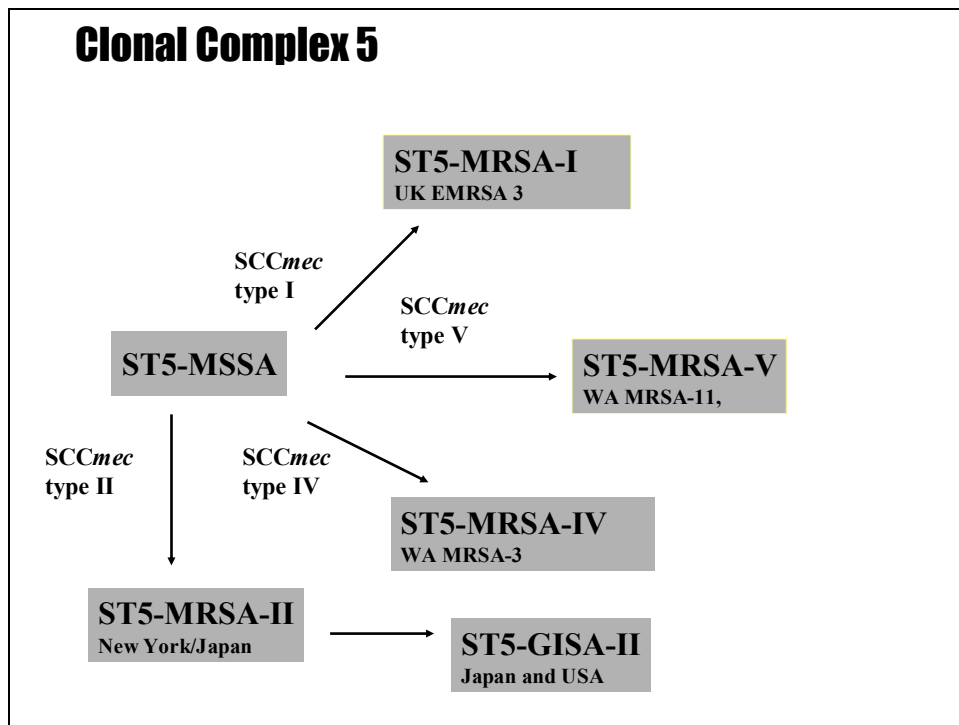 Clonal Complex 5
ST5-MRSA-I
UK EMRSA 3
SCCmec
type I
SCCmec
type V
ST5-MSSA
ST5-MRSA-V
WA MRSA-11,
SCCmec
type II
SCCmec
type IV
ST5-MRSA-IV
WA MRSA-3
ST5-MRSA-II
New York/Japan
ST5-GISA-II
Japan and USA